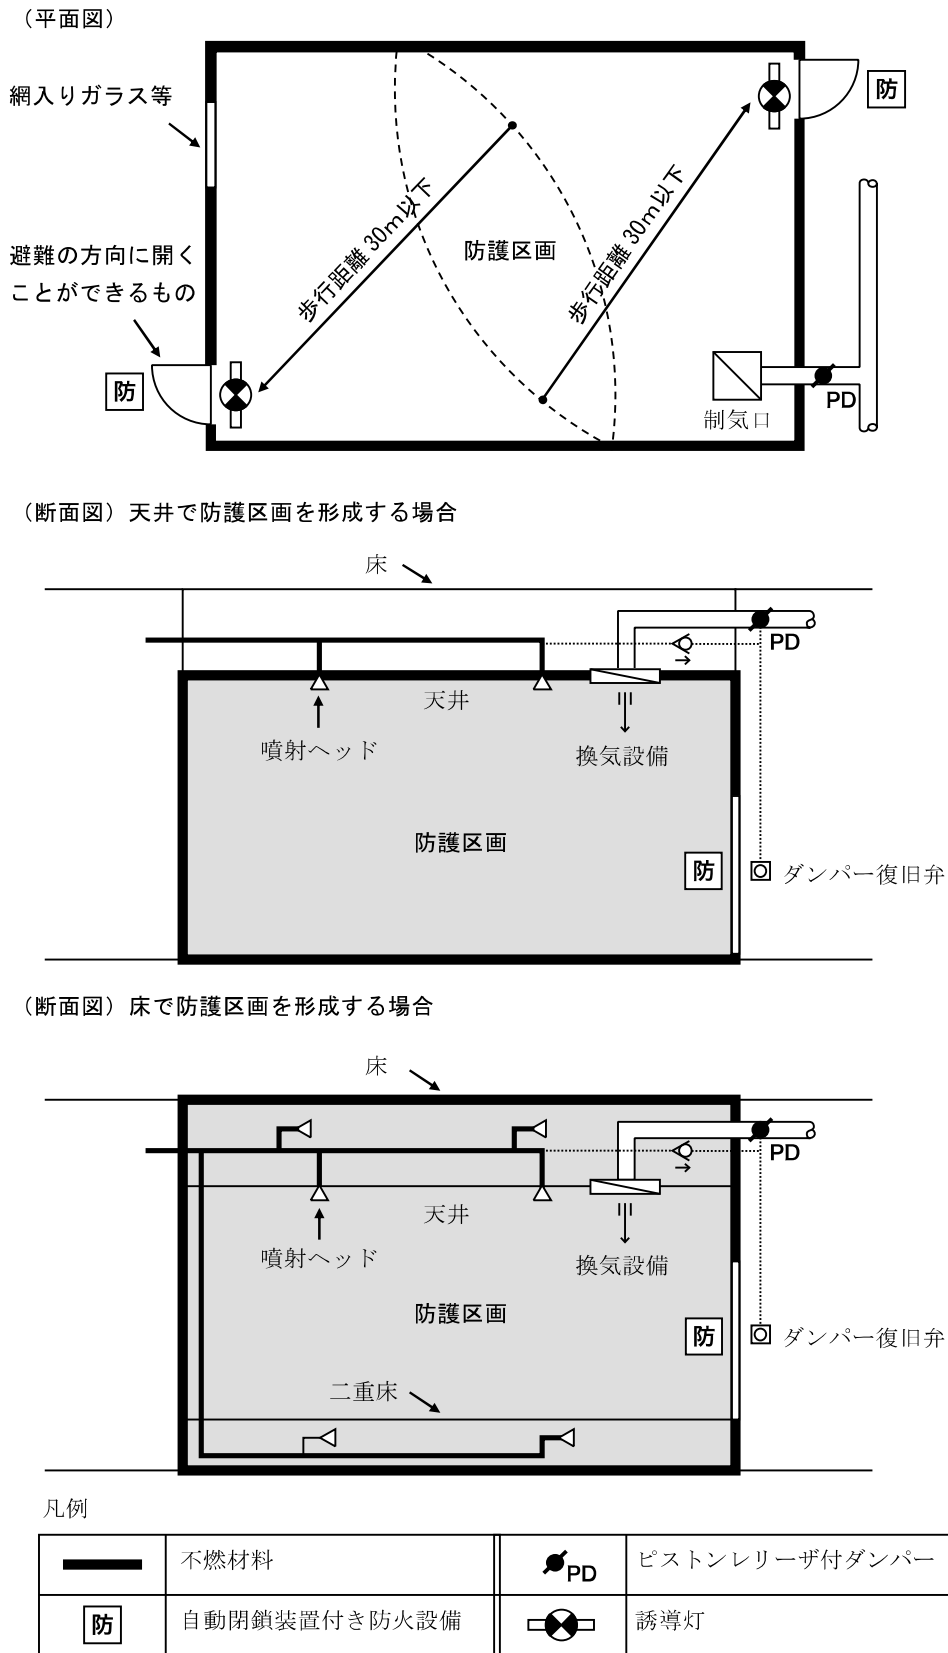 （平面図）
網入りガラス等
防
歩行距離 30m以下
歩行距離 30m以下
防護区画
避難の方向に開く
ことができるもの
防
PD
制気口
（断面図）天井で防護区画を形成する場合
床
PD
天井
噴射ヘッド
換気設備
防護区画
防
ダンパー復旧弁
（断面図）床で防護区画を形成する場合
床
PD
天井
噴射ヘッド
換気設備
防護区画
防
ダンパー復旧弁
二重床
凡例
不燃材料
PD
ピストンレリーザ付ダンパー
防
自動閉鎖装置付き防火設備
誘導灯